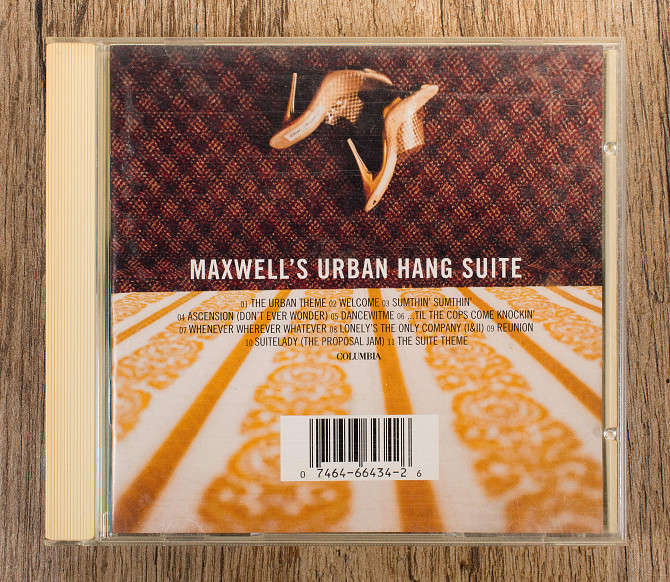 MAXWELL'S URBAN HANG SUITE
01 THE URBAN THEME 02 WELCOME 03 SUMTHIN' SUMTHIN'
04 ASCENSION (DON'T EVER WONDER) 05 DANCEWITME 06 ...TIL THE COPS COME KNOCKIN'
07 WHENEVER WHEREVER WHATEVER 08 LONELY'S THE ONLY COMPANY (I&II) 09 REUNION
10 SUITELADY (THE PROPOSAL JAM) 11 THE SUITE THEME
COLUMBIA
0 7464-66434-2 6